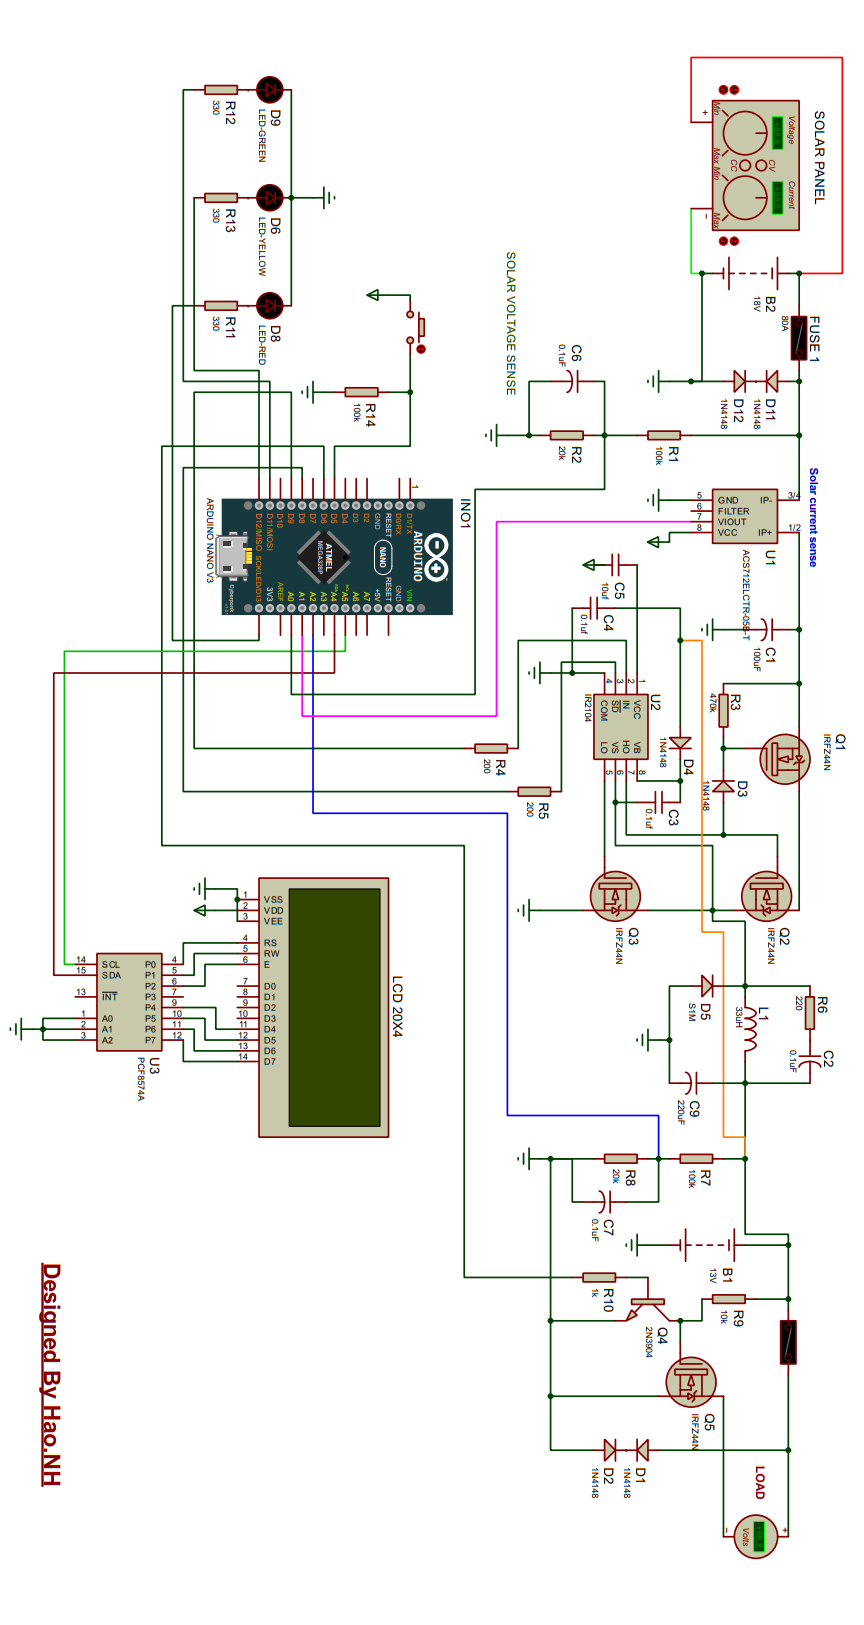 SOLAR PANEL
Voltage
Min
Max
CV
CC
Current
Min
Max
+
-
B2
18V
FUSE 1
80A
D11
1N4148
D12
1N4148
SOLAR VOLTAGE SENSE
C6
0.1uF
R2
20k
R1
100k
Solar current sense
U1
ACS712ELCTR-05B-T
IP-
IP+
3/4
1/2
GND
FILTER
VIOUT
VCC
5
6
7
8
C1
100uF
R3
470k
Q1
IRFZ44N
D3
1N4148
Q2
IRFZ44N
Q3
IRFZ44N
C5
10uf
C4
0.1uf
U2
IR2104
VCC
IN
SD
COM
VB
HO
VS
LO
1
2
3
4
8
7
6
5
D4
1N4148
C3
0.1uf
R4
200
R5
200
D9
LED-GREEN
R12
330
D6
LED-YELLOW
R13
330
D8
LED-RED
R11
330
R14
100k
INO1
ARDUINO NANO V3
ARDUINO
NANO
ATMEL
MEGA328P
1
D1/TX
D0/RX
RESET
GND
D2
D3
D4
D5
D6
D7
D8
D9
D10
D11/MOSI
D12/MISO
VIN
GND
RESET
+5V
A7
A6
A5
A4
A3
A2
A1
A0
AREF
3V3
SCK/LED/D13
LCD 20X4
VSS
VDD
VEE
RS
RW
E
D0
D1
D2
D3
D4
D5
D6
D7
1
2
3
4
5
6
7
8
9
10
11
12
13
14
U3
PCF8574A
SCL
SDA
INT
A0
A1
A2
14
15
13
1
2
3
P0
P1
P2
P3
P4
P5
P6
P7
4
5
6
7
9
10
11
12
R6
220
C2
0.1uF
L1
33uH
D5
S1M
C9
220uF
R7
100k
R8
20k
C7
0.1uF
B1
13V
R10
1k
R9
10k
Q4
2N3904
Q5
IRFZ44N
D1
1N4148
D2
1N4148
LOAD
+
-
Volts
Designed By Hao.NH